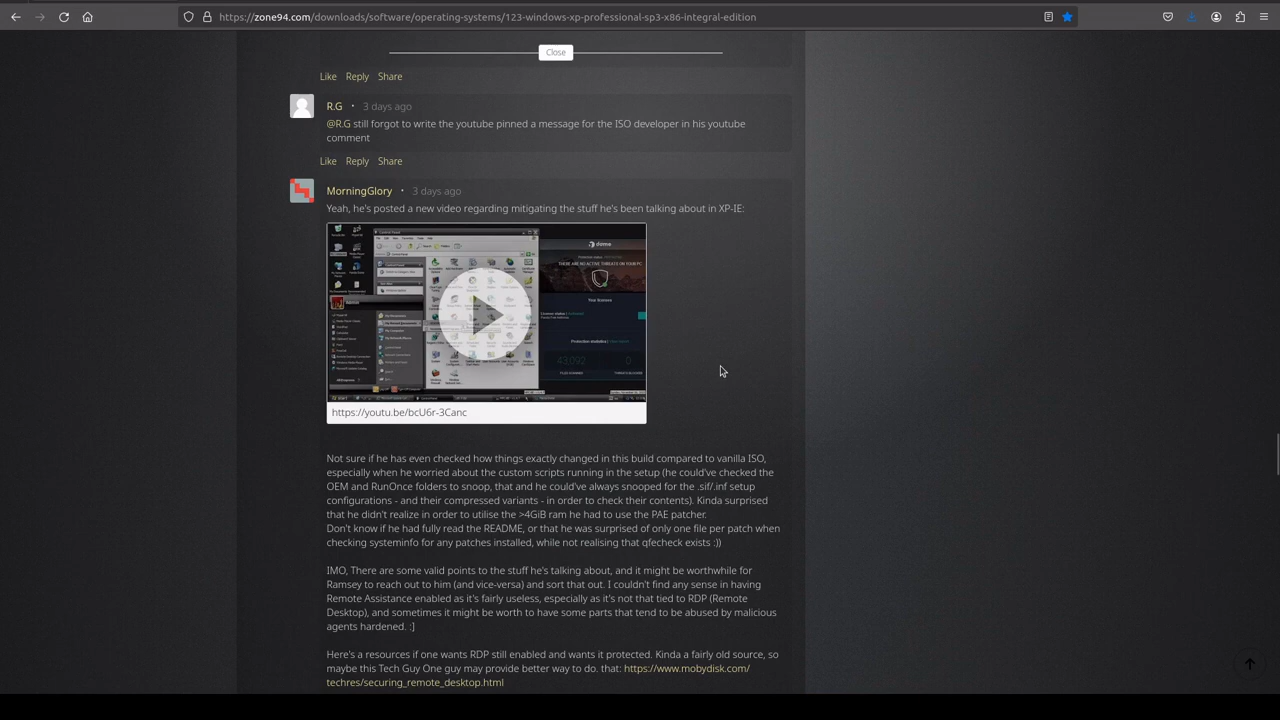 https://zone94.com/downloads/software/operating-systems/123-windows-xp-professional-sp3-x86-integral-edition
Close
Like Reply Share
R.G • 3 days ago
@R.G still forgot to write the youtube pinned a message for the ISO developer in his youtube
comment
Like Reply Share
MorningGlory • 3 days ago
Yeah, he's posted a new video regarding mitigating the stuff he's been talking about in XP-IE:
THERE ARE NO ACTIVE THREATS ON YOUR PC
https://youtu.be/bcU6r-3Canc
Not sure if he has even checked how things exactly changed in this build compared to vanilla ISO,
especially when he worried about the custom scripts running in the setup (he could've checked the
OEM and RunOnce folders to snoop, that and he could've always snooped for the .sif/.inf setup
configurations - and their compressed variants - in order to check their contents). Kinda surprised
that he didn't realize in order to utilise the >4GiB ram he had to use the PAE patcher.
Don't know if he had fully read the README, or that he was surprised of only one file per patch when
checking systeminfo for any patches installed, while not realising that qfecheck exists :))
IMO, There are some valid points to the stuff he's talking about, and it might be worthwhile for
Ramsey to reach out to him (and vice-versa) and sort that out. I couldn't find any sense in having
Remote Assistance enabled as it's fairly useless, especially as it's not that tied to RDP (Remote
Desktop), and sometimes it might be worth to have some parts that tend to be abused by malicious
agents hardened. :]
Here's a resources if one wants RDP still enabled and wants it protected. Kinda a fairly old source, so
maybe this Tech Guy One guy may provide better way to do. that: https://www.mobydisk.com/
techres/securing_remote_desktop.html